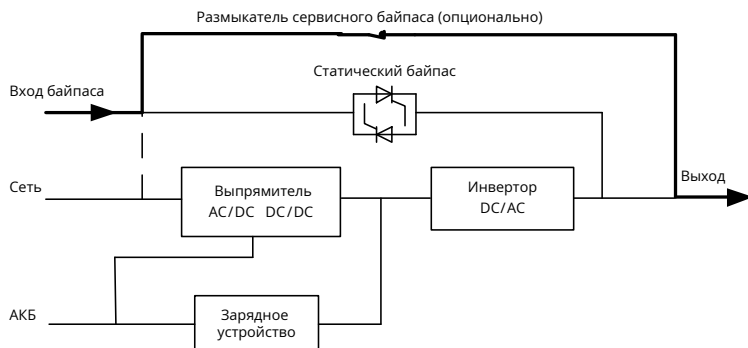 Размыкатель сервисного байпаса (опционально)
Статический байпас
Вход байпаса
Сеть
Выпрямитель
AC/DC DC/DC
Инвертор
DC/AC
Выход
АКБ
Зарядное
устройство